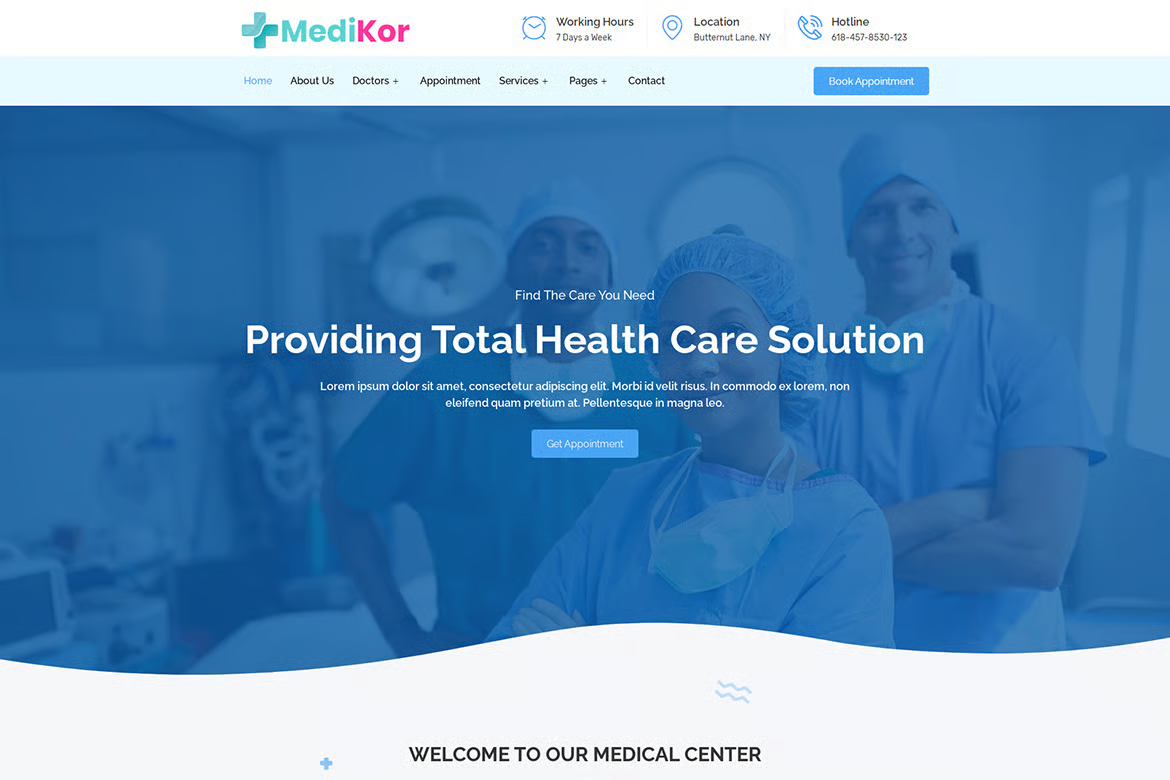 MediKor
Working Hours
7 Days a Week
Location
Butternut Lane, NY
Hotline
618-457-8530-123
Home
About Us
Doctors +
Appointment
Services +
Pages +
Contact
Book Appointment
Find The Care You Need
Providing Total Health Care Solution
Lorem ipsum dolor sit amet, consectetur adipiscing elit. Morbi id velit risus. In commodo ex lorem, non
eleifend quam pretium at. Pellentesque in magna leo.
Get Appointment
WELCOME TO OUR MEDICAL CENTER